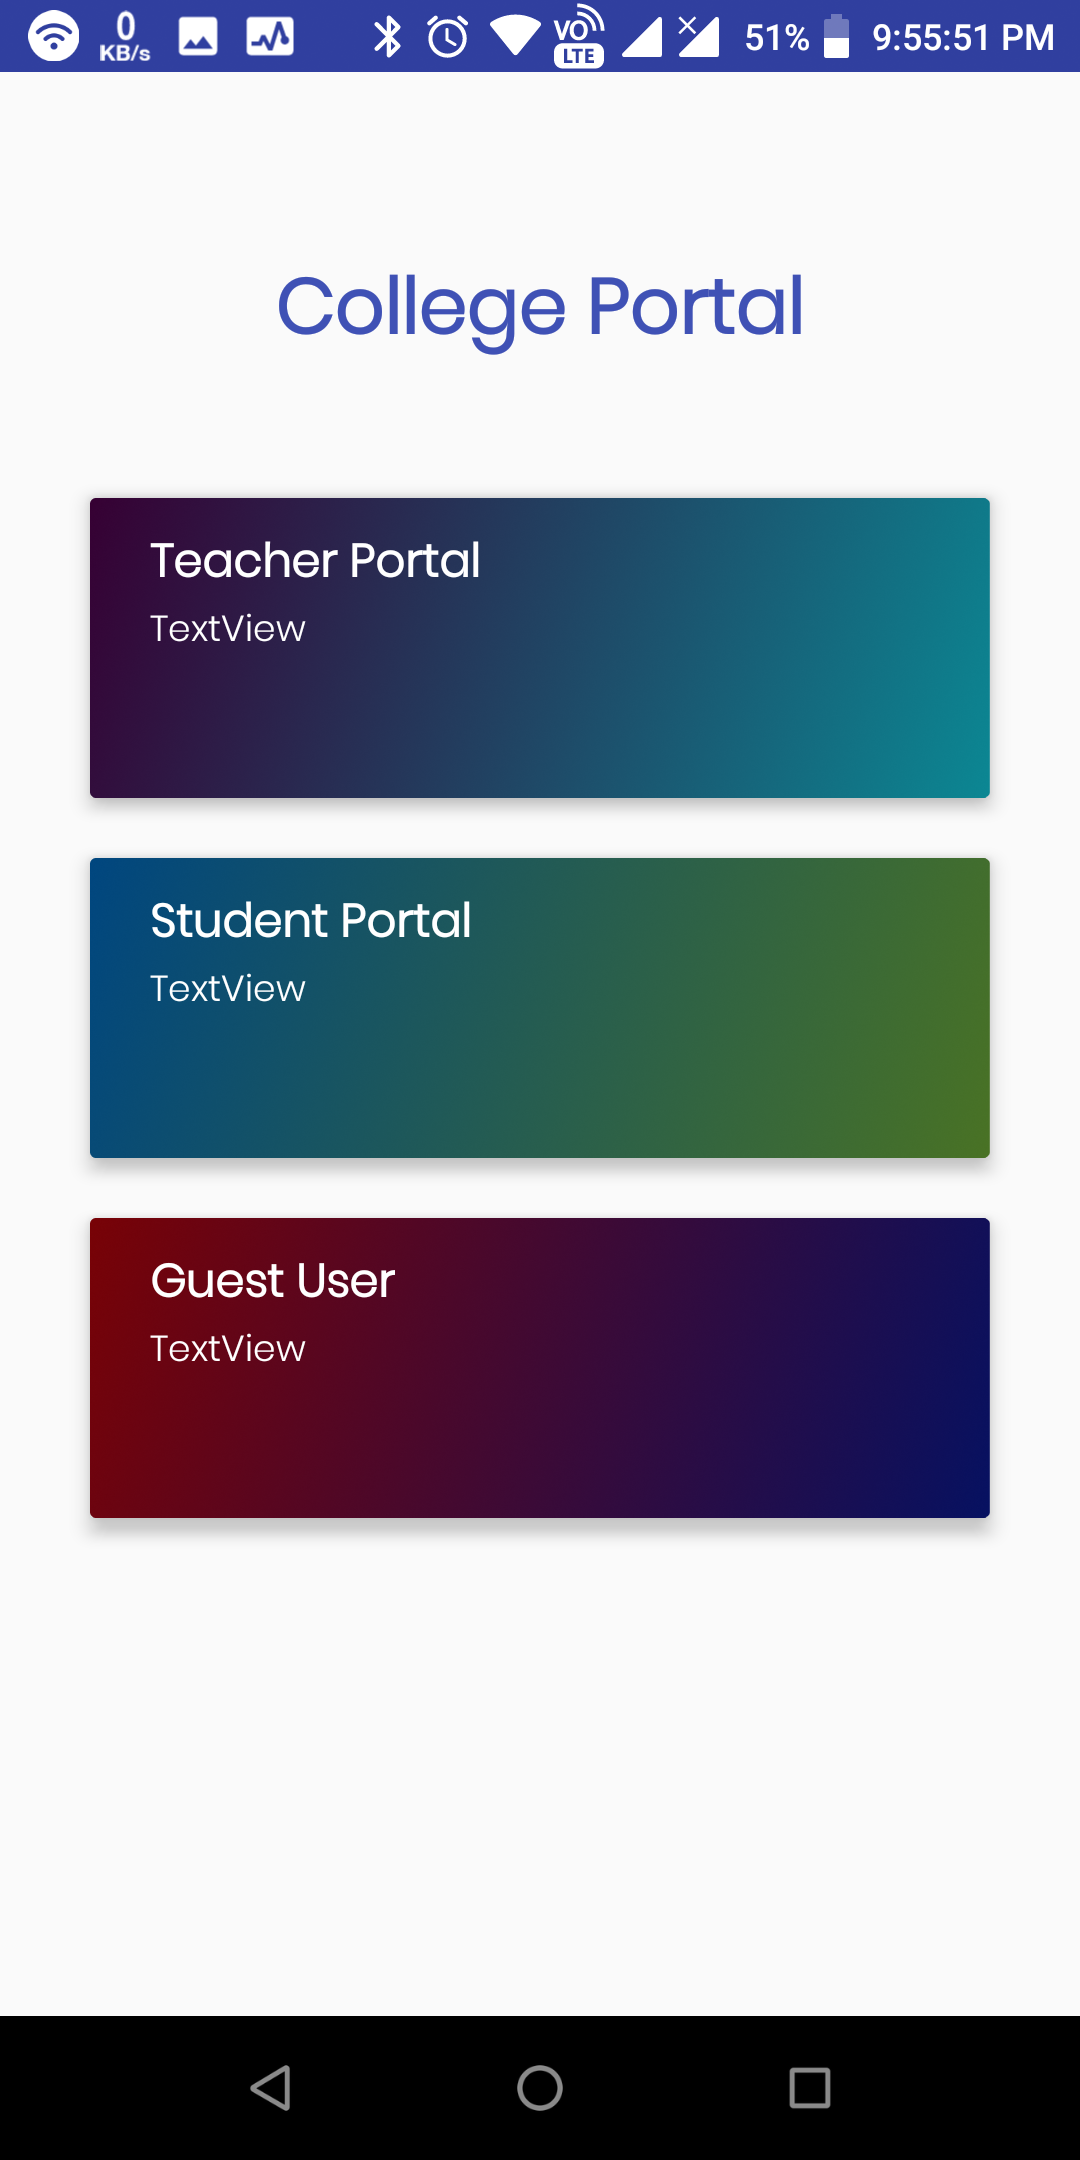 0
KB/s
VO
LTE
51%
9:55:51 PM
College Portal
Teacher Portal
TextView
Student Portal
TextView
Guest User
TextView